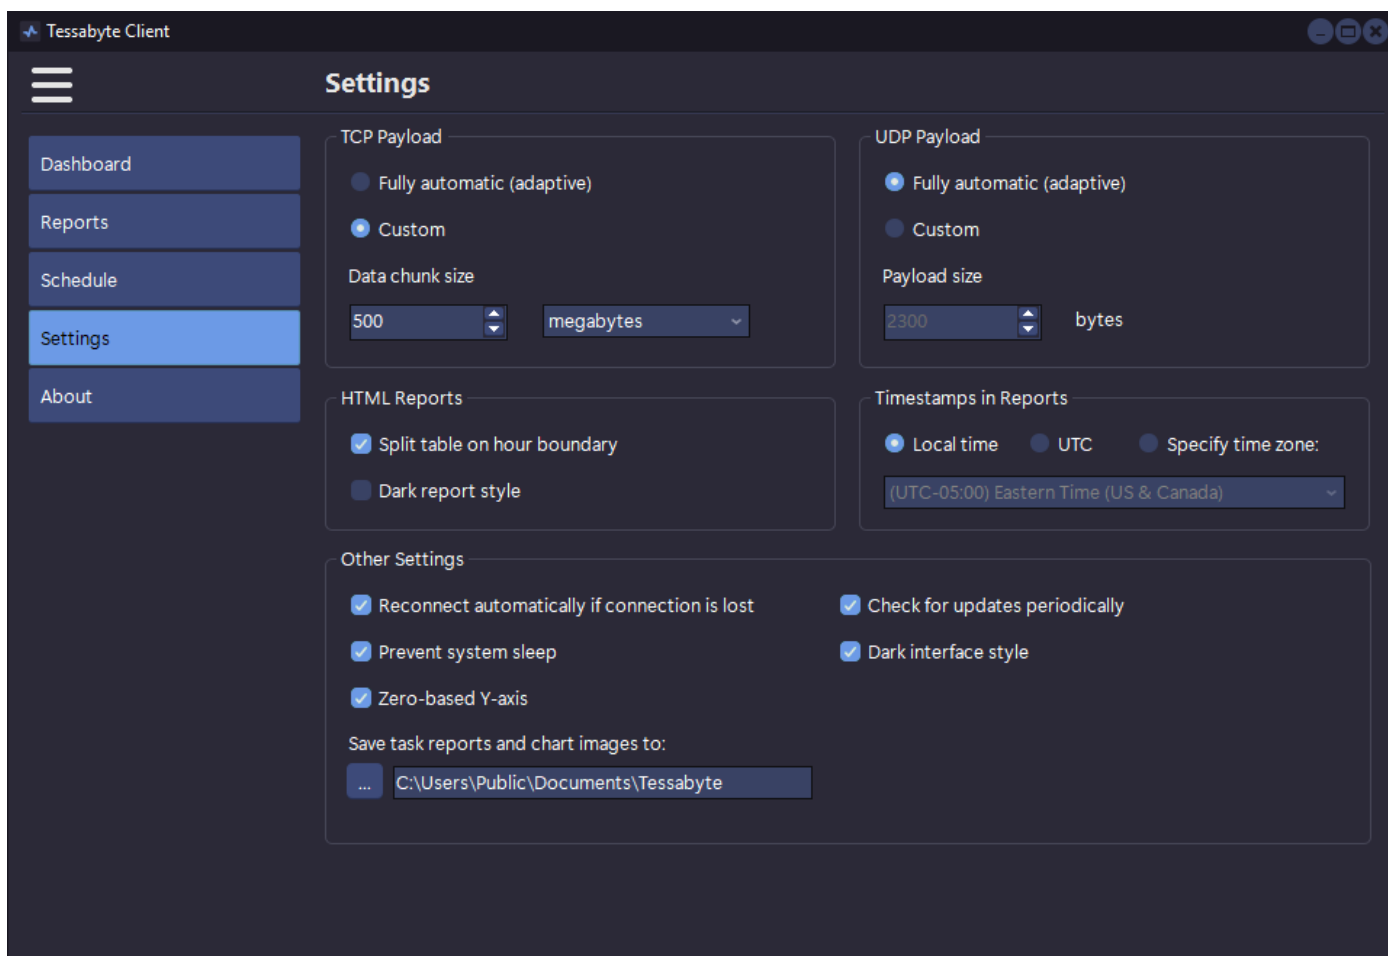 Tessabyte Client
Settings
Dashboard
Reports
Schedule
Settings
About
TCP Payload
Fully automatic (adaptive)
Custom
Data chunk size
500 megabytes
UDP Payload
Fully automatic (adaptive)
Custom
Payload size
2300 bytes
HTML Reports
Split table on hour boundary
Dark report style
Timestamps in Reports
Local time UTC Specify time zone:
(UTC-05:00) Eastern Time (US & Canada)
Other Settings
Reconnect automatically if connection is lost
Check for updates periodically
Prevent system sleep
Dark interface style
Zero-based Y-axis
Save task reports and chart images to:
... C:\Users\Public\Documents\Tessabyte